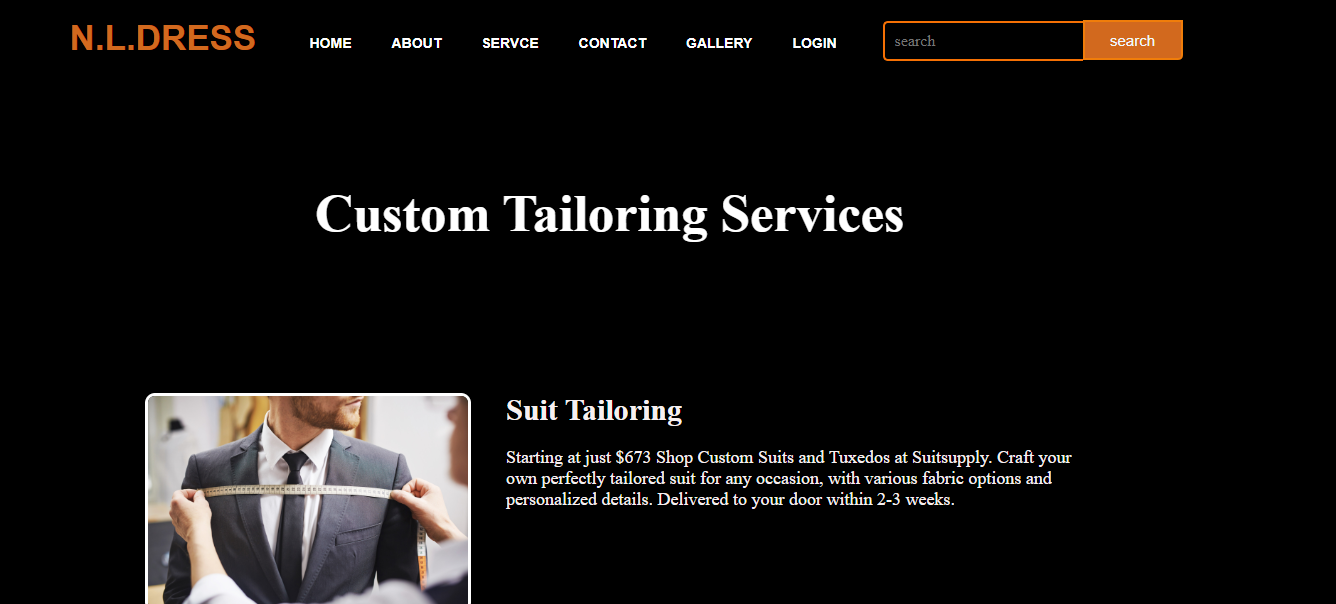 N.L.DRESS
HOME ABOUT SERVCE CONTACT GALLERY LOGIN
search search
Custom Tailoring Services
Suit Tailoring
Starting at just $673 Shop Custom Suits and Tuxedos at Suitsupply. Craft your
own perfectly tailored suit for any occasion, with various fabric options and
personalized details. Delivered to your door within 2-3 weeks.